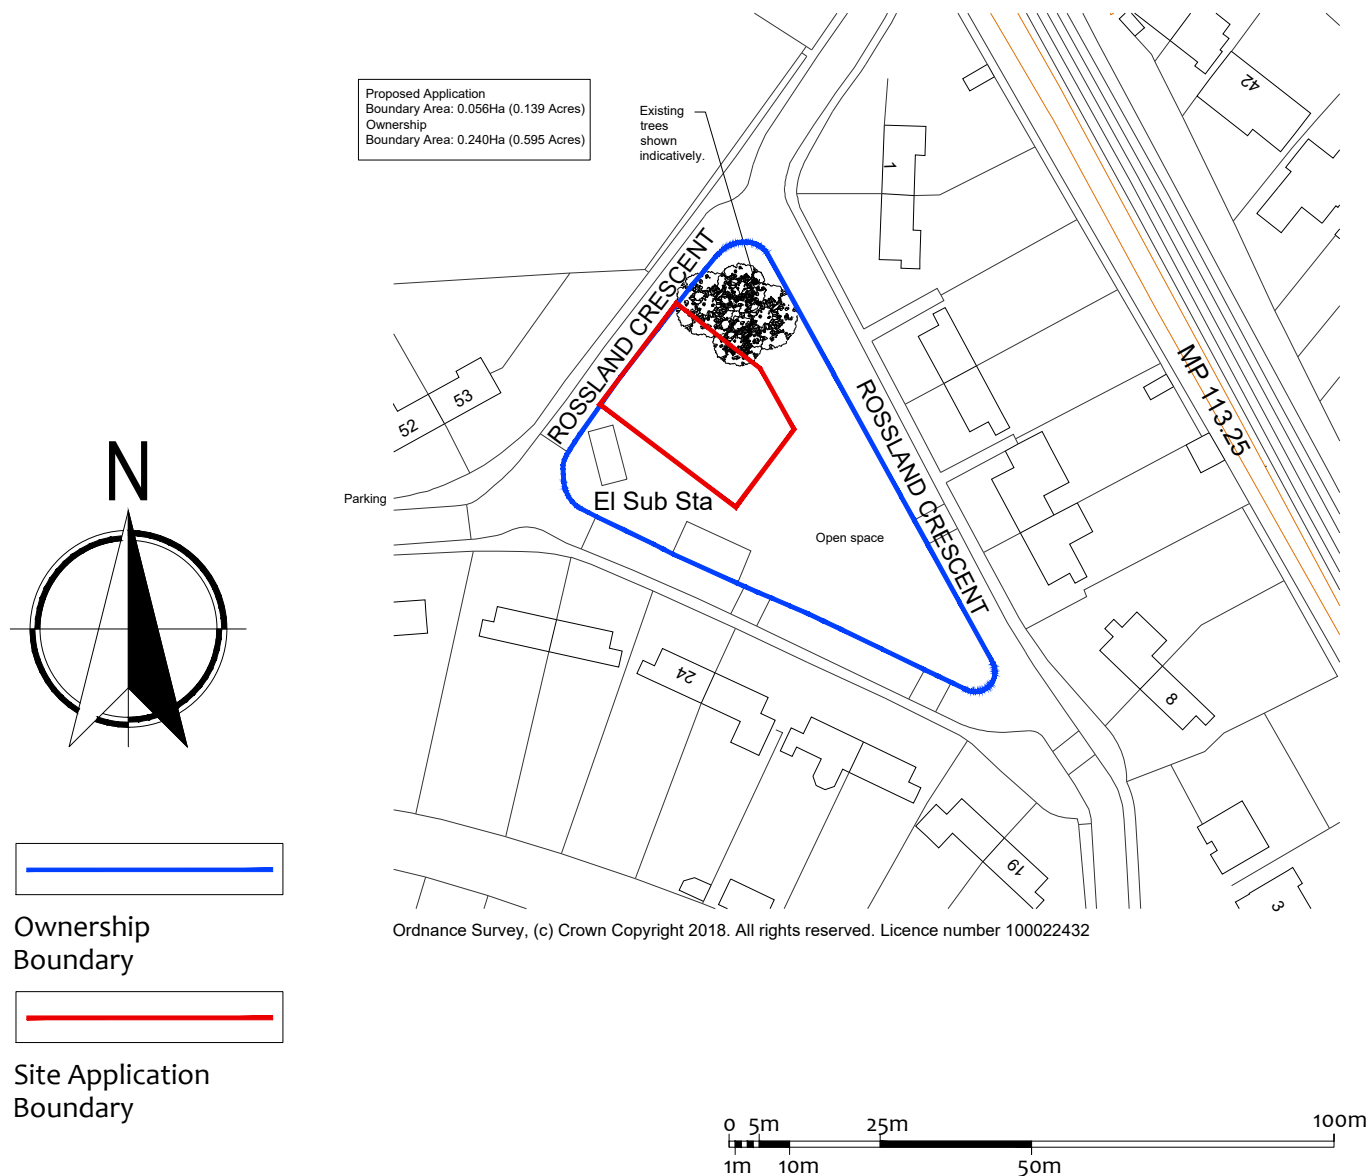 Proposed Application
Boundary Area: 0.056Ha (0.139 Acres)
Ownership
Boundary Area: 0.240Ha (0.595 Acres)
Existing
trees
shown
indicatively.
42
1
ROSSLAND CRESCENT
MP 113.25
53
52
ROSSLAND CRESCENT
N
Parking
El Sub Sta
Open space
24
8
19
3
Ownership
Boundary
Ordnance Survey, (c) Crown Copyright 2018. All rights reserved. Licence number 100022432
Site Application
Boundary
0 5m 25m 100m
1m 10m 50m